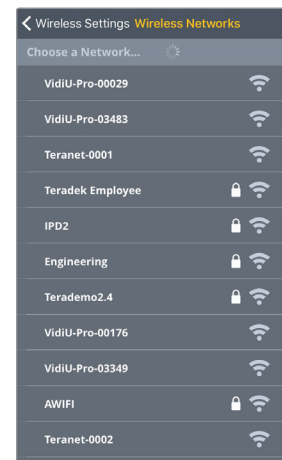 Wireless Settings Wireless Networks
Choose a Network...
VidiU-Pro-00029
VidiU-Pro-03483
Teranet-0001
Teradek Employee
IPD2
Engineering
Terademo2.4
VidiU-Pro-00176
VidiU-Pro-03349
AWIFI
Teranet-0002